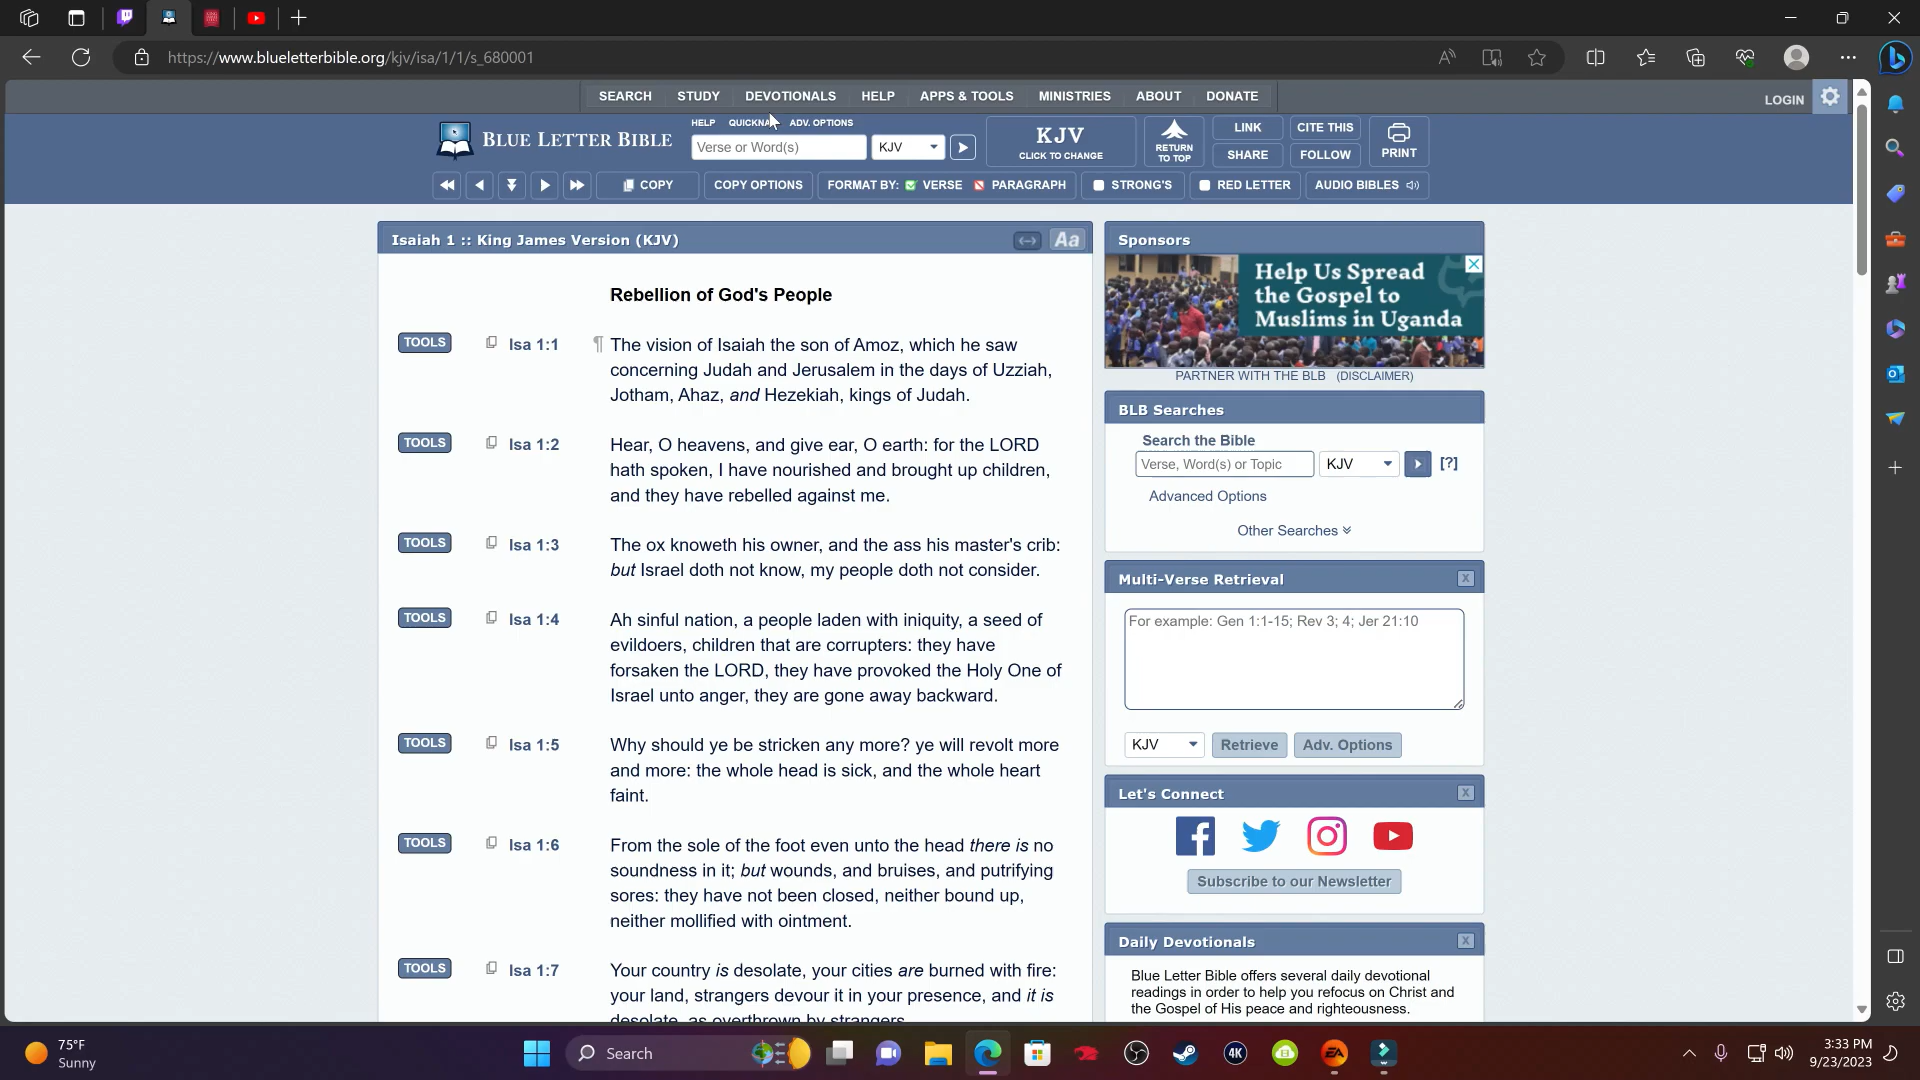 https://www.blueletterbible.org/kjv/isa/1/1/s_680001
SEARCH STUDY DEVOTIONALS HELP APPS & TOOLS MINISTRIES ABOUT DONATE
LOGIN
HELP ADV. OPTIONS
BLUE LETTER BIBLE
Verse or Word(s) KJV
KJV
CLICK TO CHANGE
RETURN
TO TOP
LINK CITE THIS
SHARE FOLLOW
PRINT
COPY COPY OPTIONS FORMAT BY: VERSE PARAGRAPH STRONG'S RED LETTER AUDIO BIBLES
Isaiah 1 :: King James Version (KJV) Aa
Rebellion of God's People
TOOLS Isa 1:1 ¶ The vision of Isaiah the son of Amoz, which he saw
concerning Judah and Jerusalem in the days of Uzziah,
Jotham, Ahaz, and Hezekiah, kings of Judah.
TOOLS Isa 1:2 Hear, O heavens, and give ear, O earth: for the LORD
hath spoken, I have nourished and brought up children,
and they have rebelled against me.
TOOLS Isa 1:3 The ox knoweth his owner, and the ass his master's crib:
but Israel doth not know, my people doth not consider.
TOOLS Isa 1:4 Ah sinful nation, a people laden with iniquity, a seed of
evildoers, children that are corrupters: they have
forsaken the LORD, they have provoked the Holy One of
Israel unto anger, they are gone away backward.
TOOLS Isa 1:5 Why should ye be stricken any more? ye will revolt more
and more: the whole head is sick, and the whole heart
faint.
TOOLS Isa 1:6 From the sole of the foot even unto the head there is no
soundness in it; but wounds, and bruises, and putrifying
sores: they have not been closed, neither bound up,
neither mollified with ointment.
TOOLS Isa 1:7 Your country is desolate, your cities are burned with fire:
your land, strangers devour it in your presence, and it is
desolate, as overthrown by strangers.
Sponsors
Help Us Spread
the Gospel to
Muslims in Uganda
PARTNER WITH THE BLB (DISCLAIMER)
BLB Searches
Search the Bible
Verse, Word(s) or Topic KJV [?]
Advanced Options
Other Searches
Multi-Verse Retrieval X
For example: Gen 1:1-15; Rev 3; 4; Jer 21:10
KJV Retrieve Adv. Options
Let's Connect X
Subscribe to our Newsletter
Daily Devotionals X
Blue Letter Bible offers several daily devotional
readings in order to help you refocus on Christ and
the Gospel of His peace and righteousness.
75°F
Sunny
Search
4K
EA
3:33 PM
9/23/2023